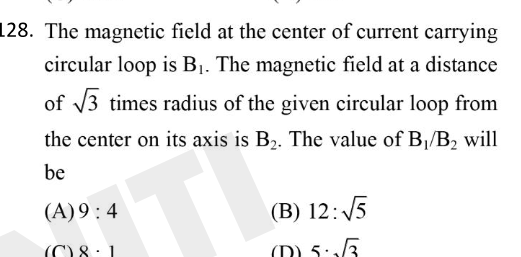 128. The magnetic field at the center of current carrying
circular loop is B₁. The magnetic field at a distance
of √3 times radius of the given circular loop from
the center on its axis is B₂. The value of B₁/B₂ will
be
(A) 9 : 4 (B) 12 : √5
(C) 8 : 1 (D) 5 : √3